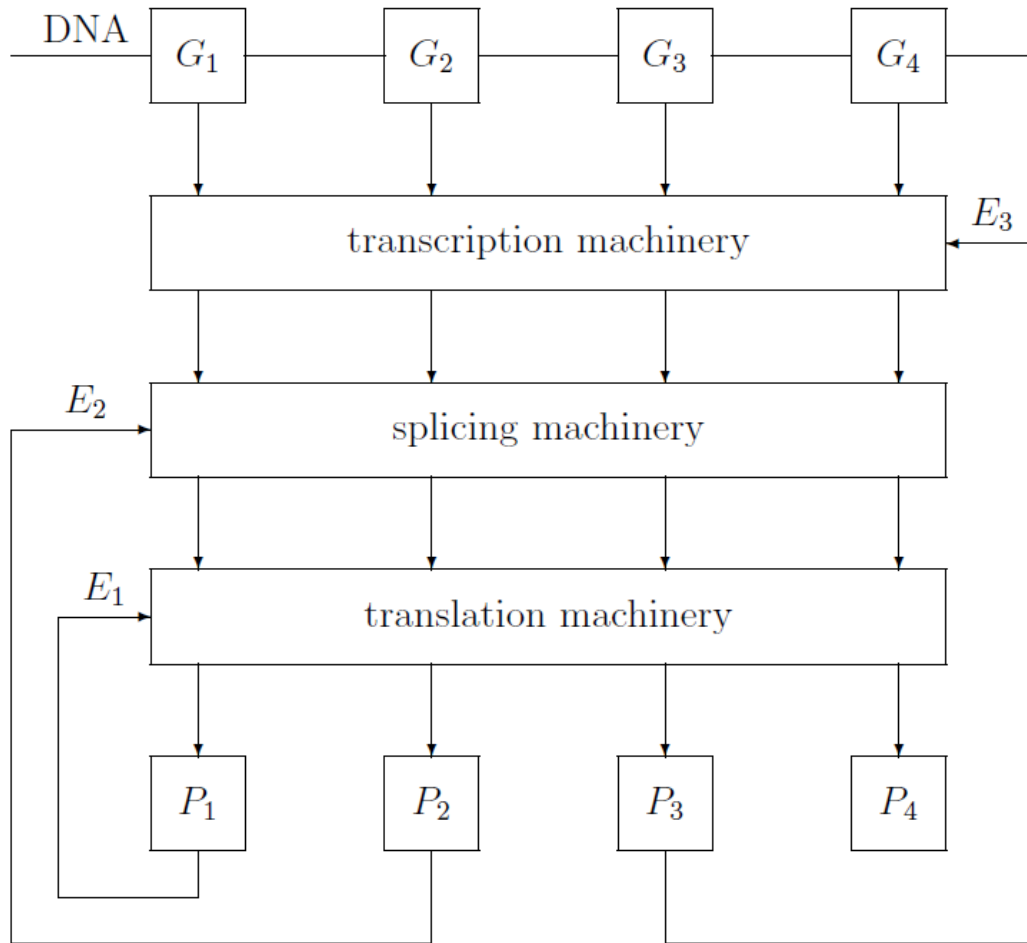 DNA
G₁ G₂ G₃ G₄
transcription machinery
E₃
E₂
splicing machinery
E₁
translation machinery
P₁ P₂ P₃ P₄